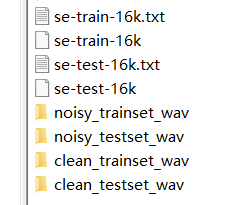 se-train-16k.txt
se-train-16k
se-test-16k.txt
se-test-16k
noisy_trainset_wav
noisy_testset_wav
clean_trainset_wav
clean_testset_wav